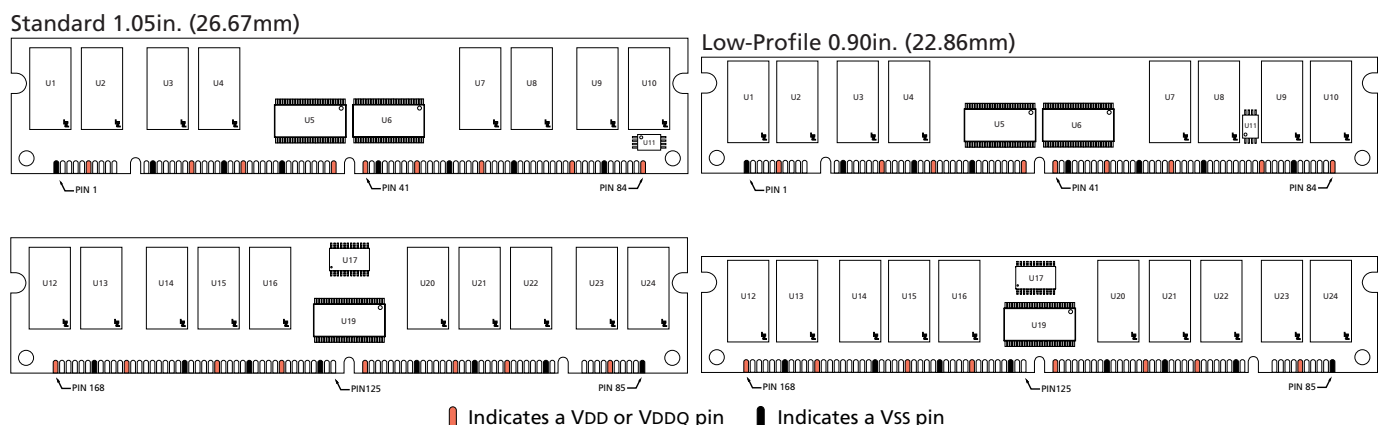 Standard 1.05in. (26.67mm)
U1 U2 U3 U4 U5 U6 U7 U8 U9 U10
U11
PIN 1 PIN 41 PIN 84
Low-Profile 0.90in. (22.86mm)
U1 U2 U3 U4 U5 U6 U7 U8 U11 U9 U10
PIN 1 PIN 41 PIN 84
U12 U13 U14 U15 U16 U17 U20 U21 U22 U23 U24
U19
PIN 168 PIN125 PIN 85
U12 U13 U14 U15 U16 U17 U20 U21 U22 U23 U24
U19
PIN 168 PIN125 PIN 85
Indicates a VDD or VDDQ pin Indicates a VSS pin